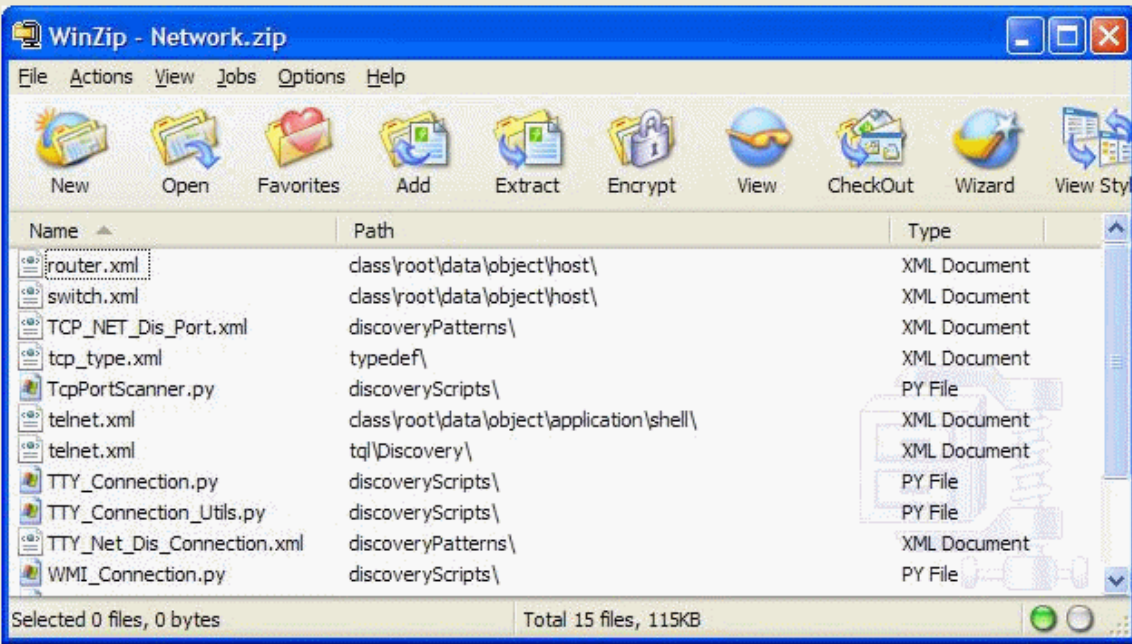 WinZip - Network.zip
File Actions View Jobs Options Help
New Open Favorites Add Extract Encrypt View CheckOut Wizard View Styl
Name Path Type
router.xml class\root\data\object\host\ XML Document
switch.xml class\root\data\object\host\ XML Document
TCP_NET_Dis_Port.xml discoveryPatterns\ XML Document
tcp_type.xml typedef\ XML Document
TcpPortScanner.py discoveryScripts\ PY File
telnet.xml class\root\data\object\application\shell\ XML Document
telnet.xml tql\Discovery\ XML Document
TTY_Connection.py discoveryScripts\ PY File
TTY_Connection_Utils.py discoveryScripts\ PY File
TTY_Net_Dis_Connection.xml discoveryPatterns\ XML Document
WMI_Connection.py discoveryScripts\ PY File
Selected 0 files, 0 bytes Total 15 files, 115KB